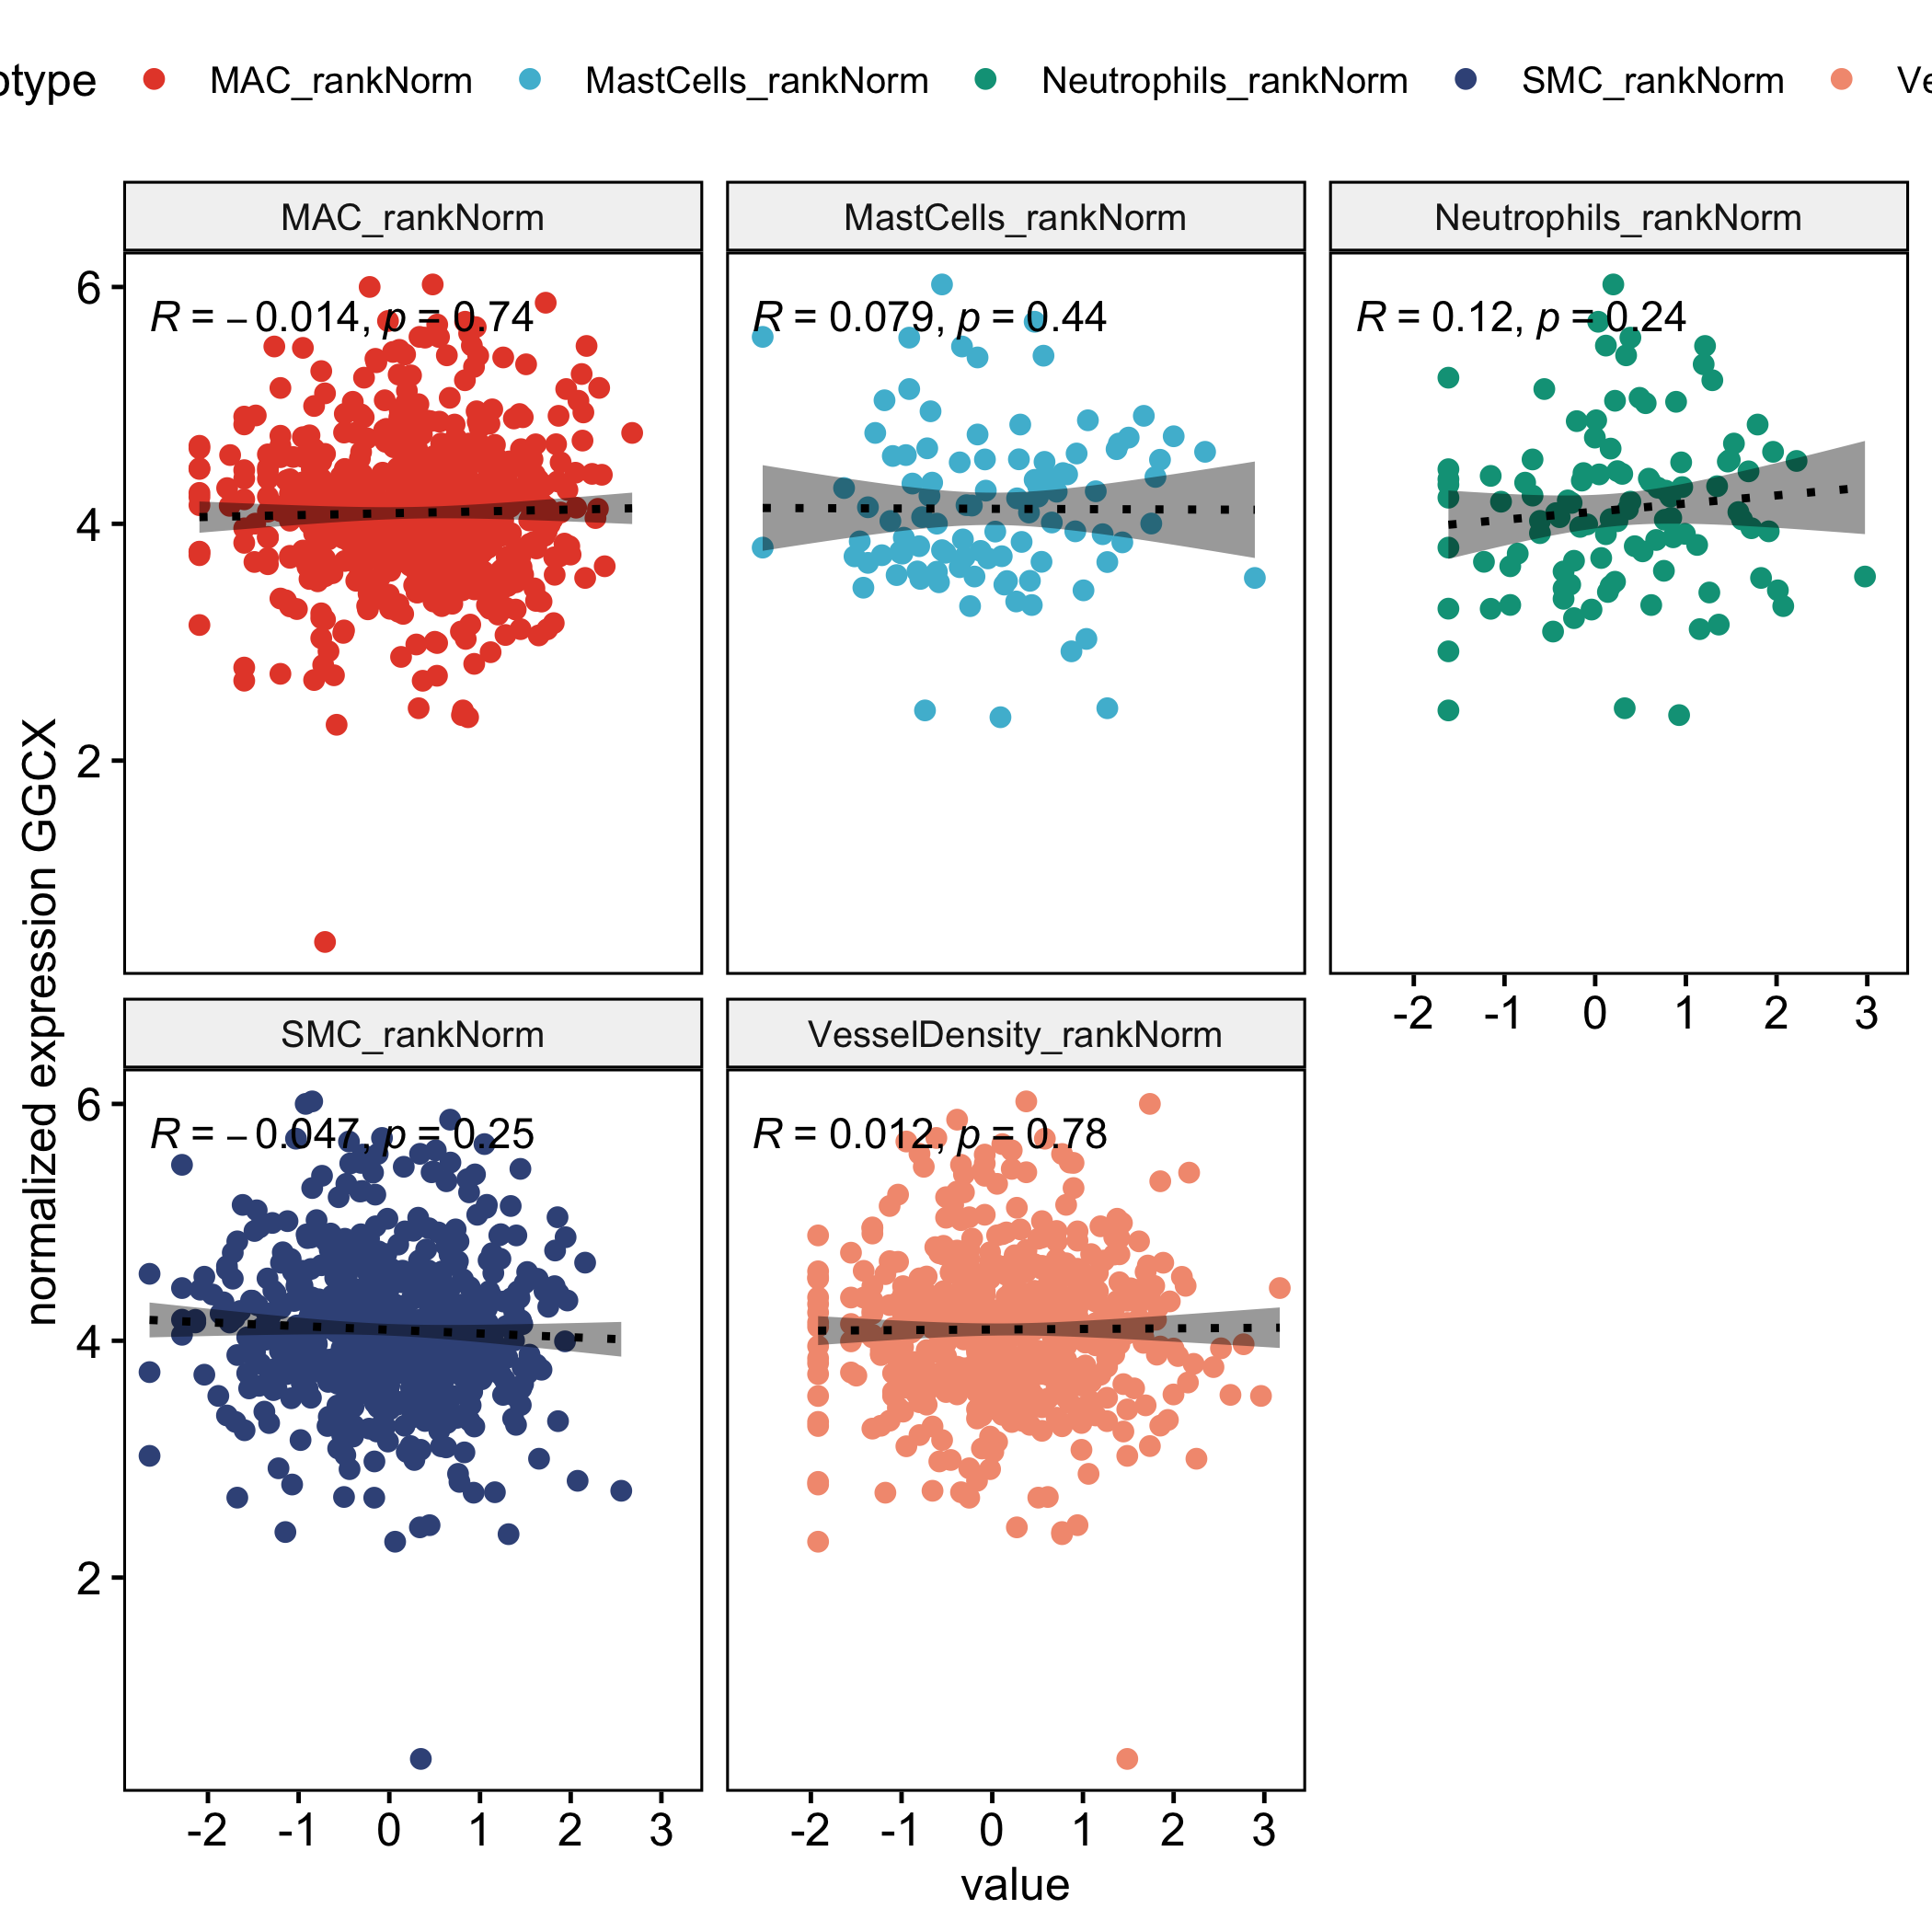 otype MAC_rankNorm MastCells_rankNorm Neutrophils_rankNorm SMC_rankNorm Ve
MAC_rankNorm MastCells_rankNorm Neutrophils_rankNorm
R = −0.014, p = 0.74 R = 0.079, p = 0.44 R = 0.12, p = 0.24
6
4
2
-2 -1 0 1 2 3
SMC_rankNorm VesselDensity_rankNorm
R = −0.047, p = 0.25 R = 0.012, p = 0.78
6
4
2
-2 -1 0 1 2 3 -2 -1 0 1 2 3
value
normalized expression GGCX